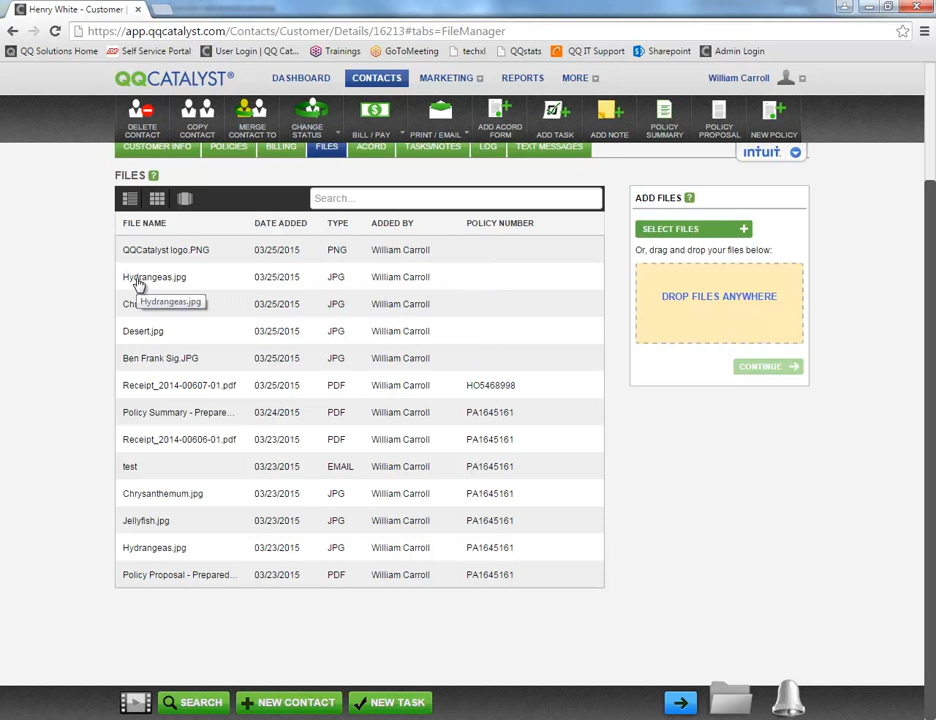 Henry White - Customer
https://app.qqcatalyst.com/Contacts/Customer/Details/16213#tabs=FileManager
QQ Solutions Home
Self Service Portal
User Login | QQ Cat...
Trainings
GoToMeeting
techxl
QQstats
QQ IT Support
Sharepoint
Admin Login
QQCATALYST®
DASHBOARD
CONTACTS
MARKETING
REPORTS
MORE
William Carroll
DELETE CONTACT
COPY CONTACT
MERGE CONTACT TO
CHANGE STATUS
BILL / PAY
PRINT / EMAIL
ADD ACORD FORM
ADD TASK
ADD NOTE
POLICY SUMMARY
POLICY PROPOSAL
NEW POLICY
CUSTOMER INFO
POLICIES
BILLING
FILES
ACORD
TASKS/NOTES
LOG
TEXT MESSAGES
intuit
FILES ?
Search...
FILE NAME DATE ADDED TYPE ADDED BY POLICY NUMBER
QQCatalyst logo.PNG 03/25/2015 PNG William Carroll
Hydrangeas.jpg 03/25/2015 JPG William Carroll
Hydrangeas.jpg
Ch 03/25/2015 JPG William Carroll
Desert.jpg 03/25/2015 JPG William Carroll
Ben Frank Sig.JPG 03/25/2015 JPG William Carroll
Receipt_2014-00607-01.pdf 03/25/2015 PDF William Carroll HO5468998
Policy Summary - Prepare... 03/24/2015 PDF William Carroll PA1645161
Receipt_2014-00606-01.pdf 03/23/2015 PDF William Carroll PA1645161
test 03/23/2015 EMAIL William Carroll PA1645161
Chrysanthemum.jpg 03/23/2015 JPG William Carroll PA1645161
Jellyfish.jpg 03/23/2015 JPG William Carroll PA1645161
Hydrangeas.jpg 03/23/2015 JPG William Carroll PA1645161
Policy Proposal - Prepared... 03/23/2015 PDF William Carroll PA1645161
ADD FILES ?
SELECT FILES +
Or, drag and drop your files below:
DROP FILES ANYWHERE
CONTINUE
SEARCH
NEW CONTACT
NEW TASK